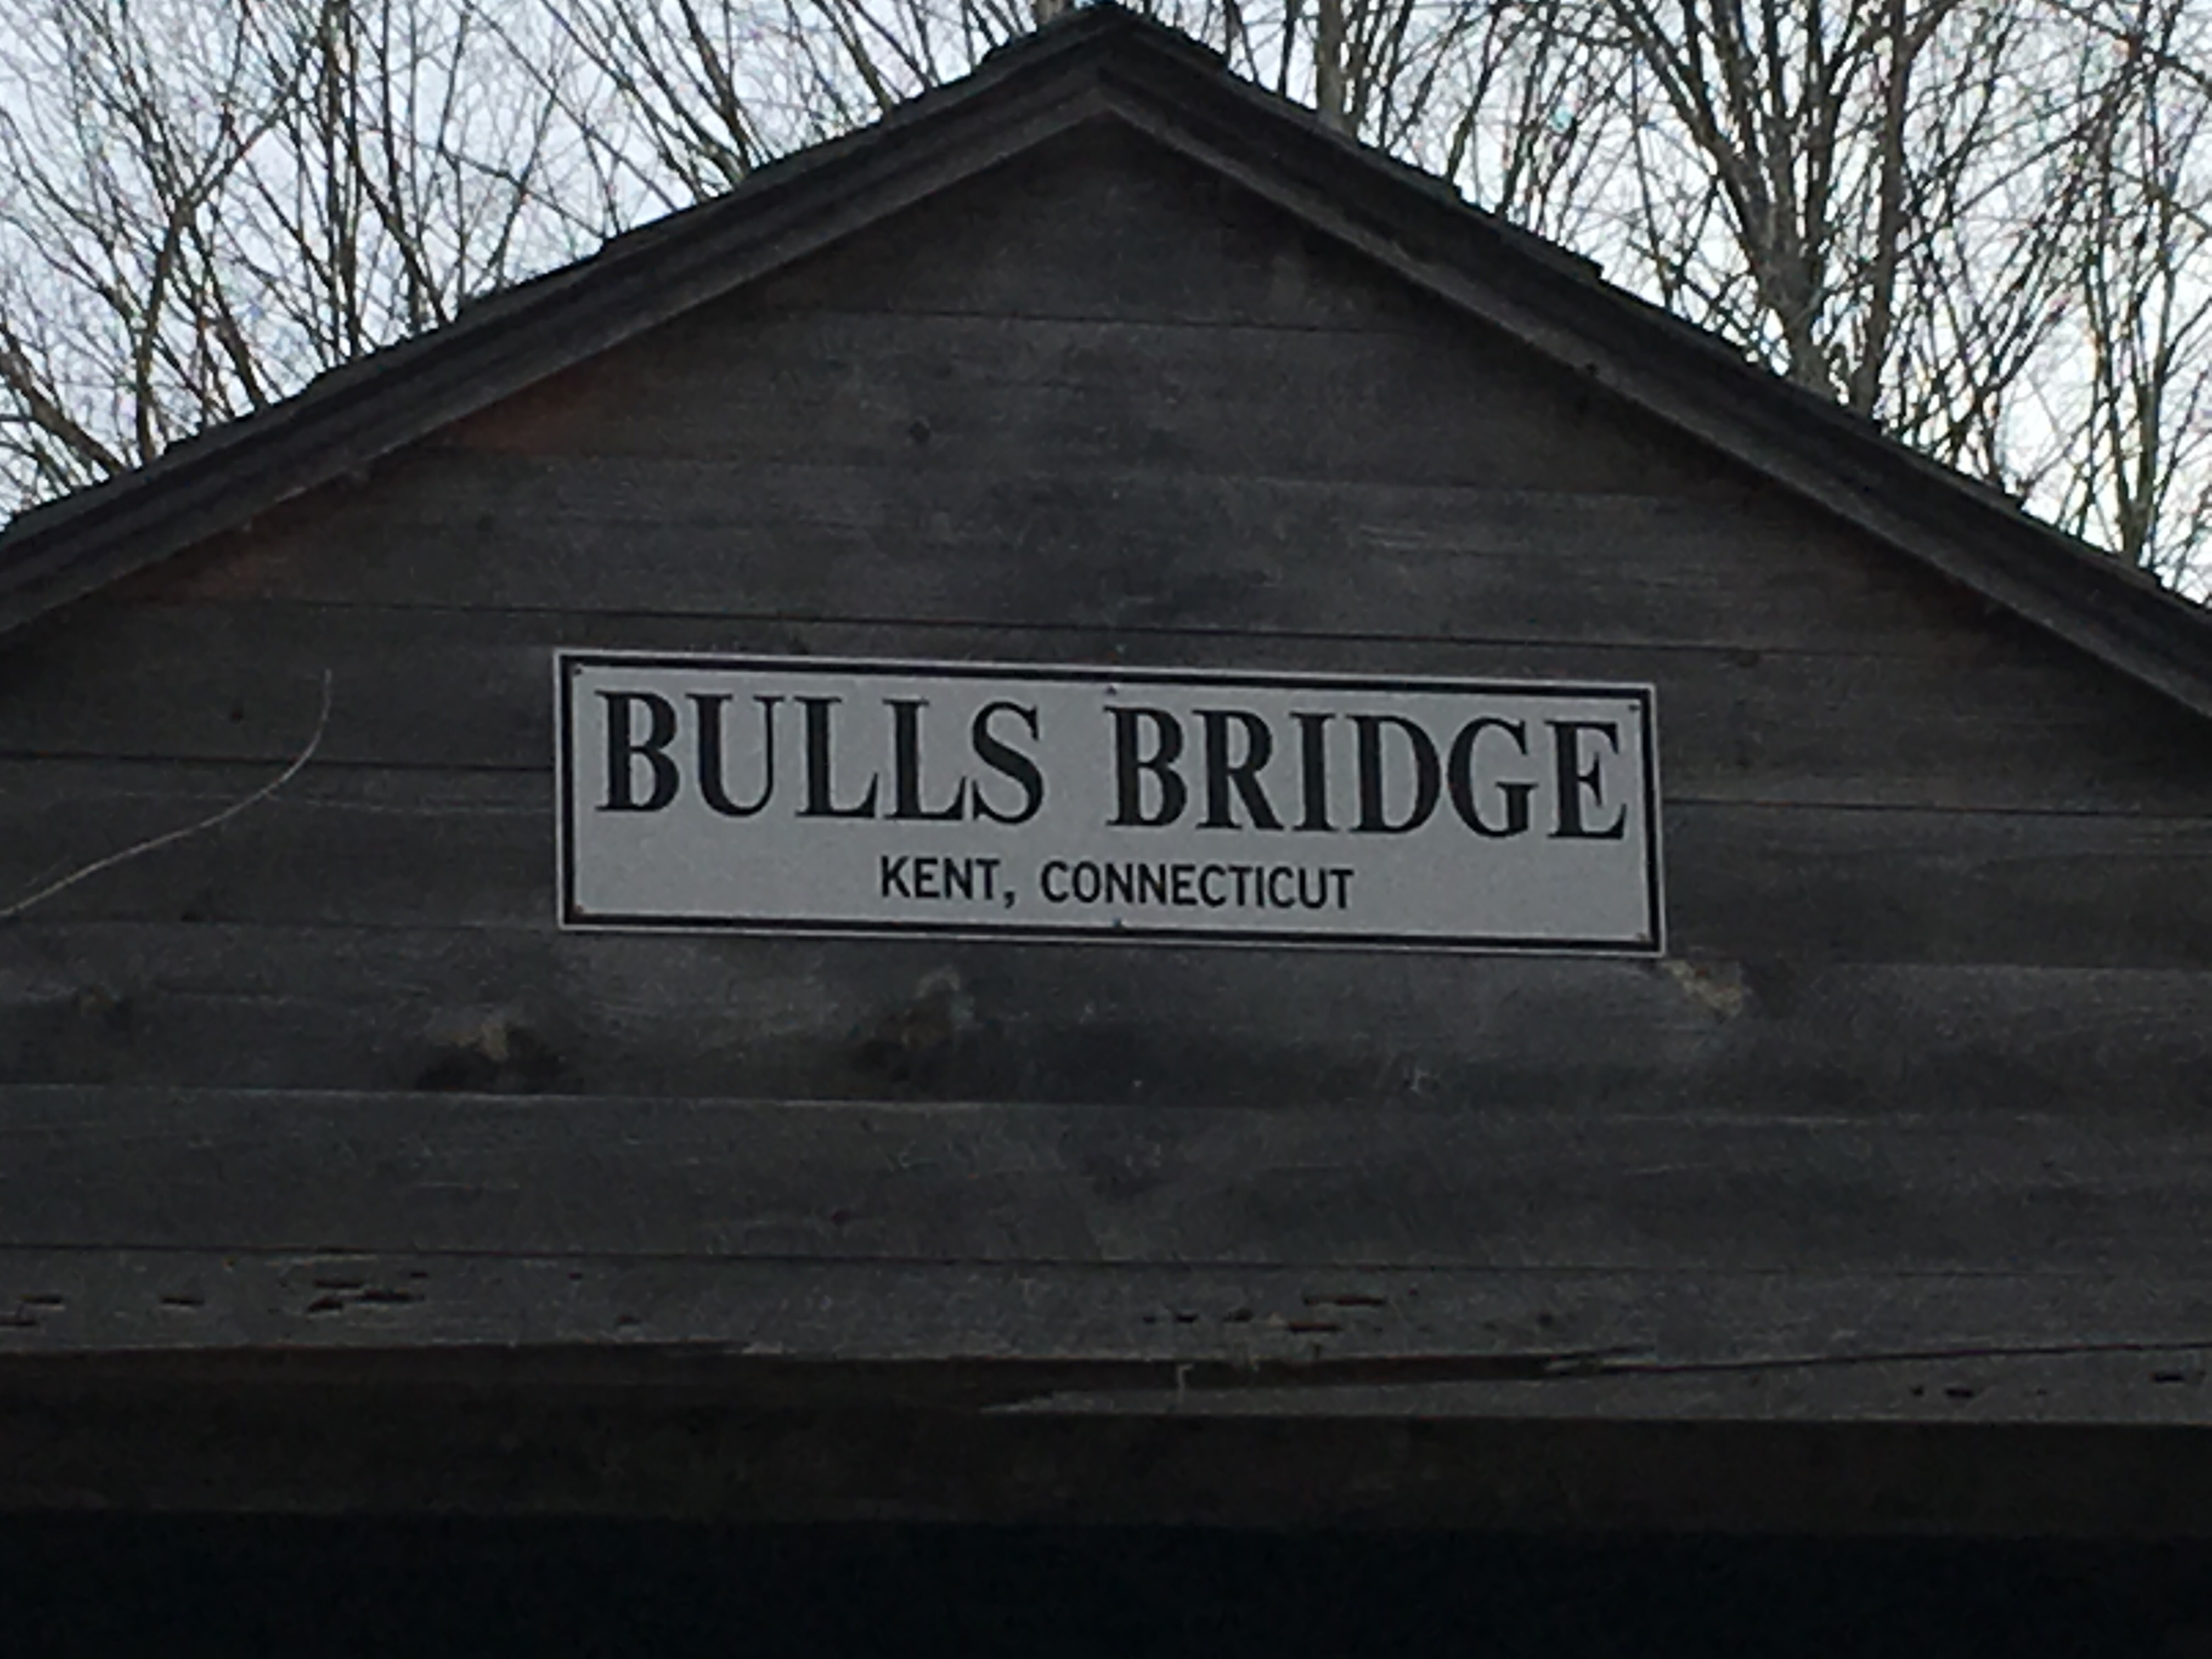 BULLS BRIDGE
KENT, CONNECTICUT